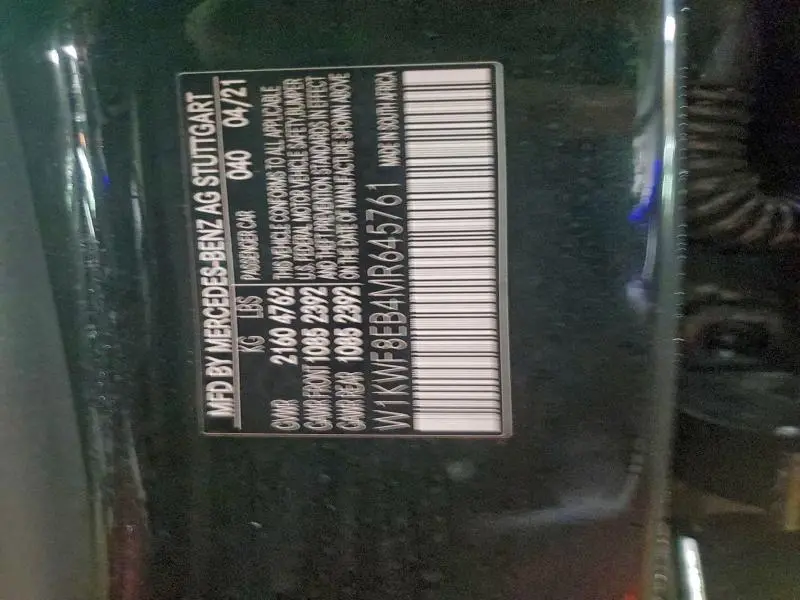 MFD BY MERCEDES-BENZ AG STUTTGART
KG LBS PASSENGER CAR 040 04/21
GVWR 2160 4762
GAWR FRONT 1085 2392
GAWR REAR 1085 2392
THIS VEHICLE CONFORMS TO ALL APPLICABLE
U.S. FEDERAL MOTOR VEHICLE SAFETY, BUMPER
AND THEFT PREVENTION STANDARDS IN EFFECT
ON THE DATE OF MANUFACTURE SHOWN ABOVE
W1KWF8EB4MR645761 MADE IN SOUTH AFRICA